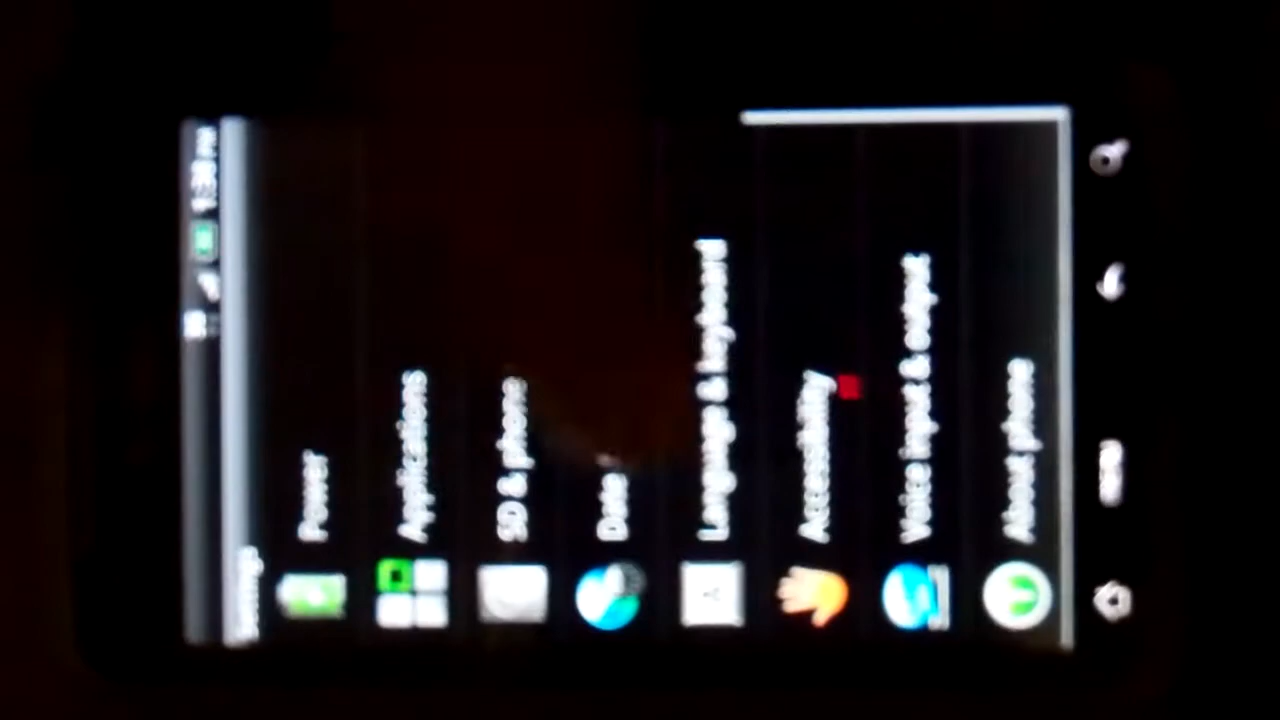 Settings
Power
Applications
SD & phone
Date
Language & keyboard
Accessibility
Voice input & output
About phone